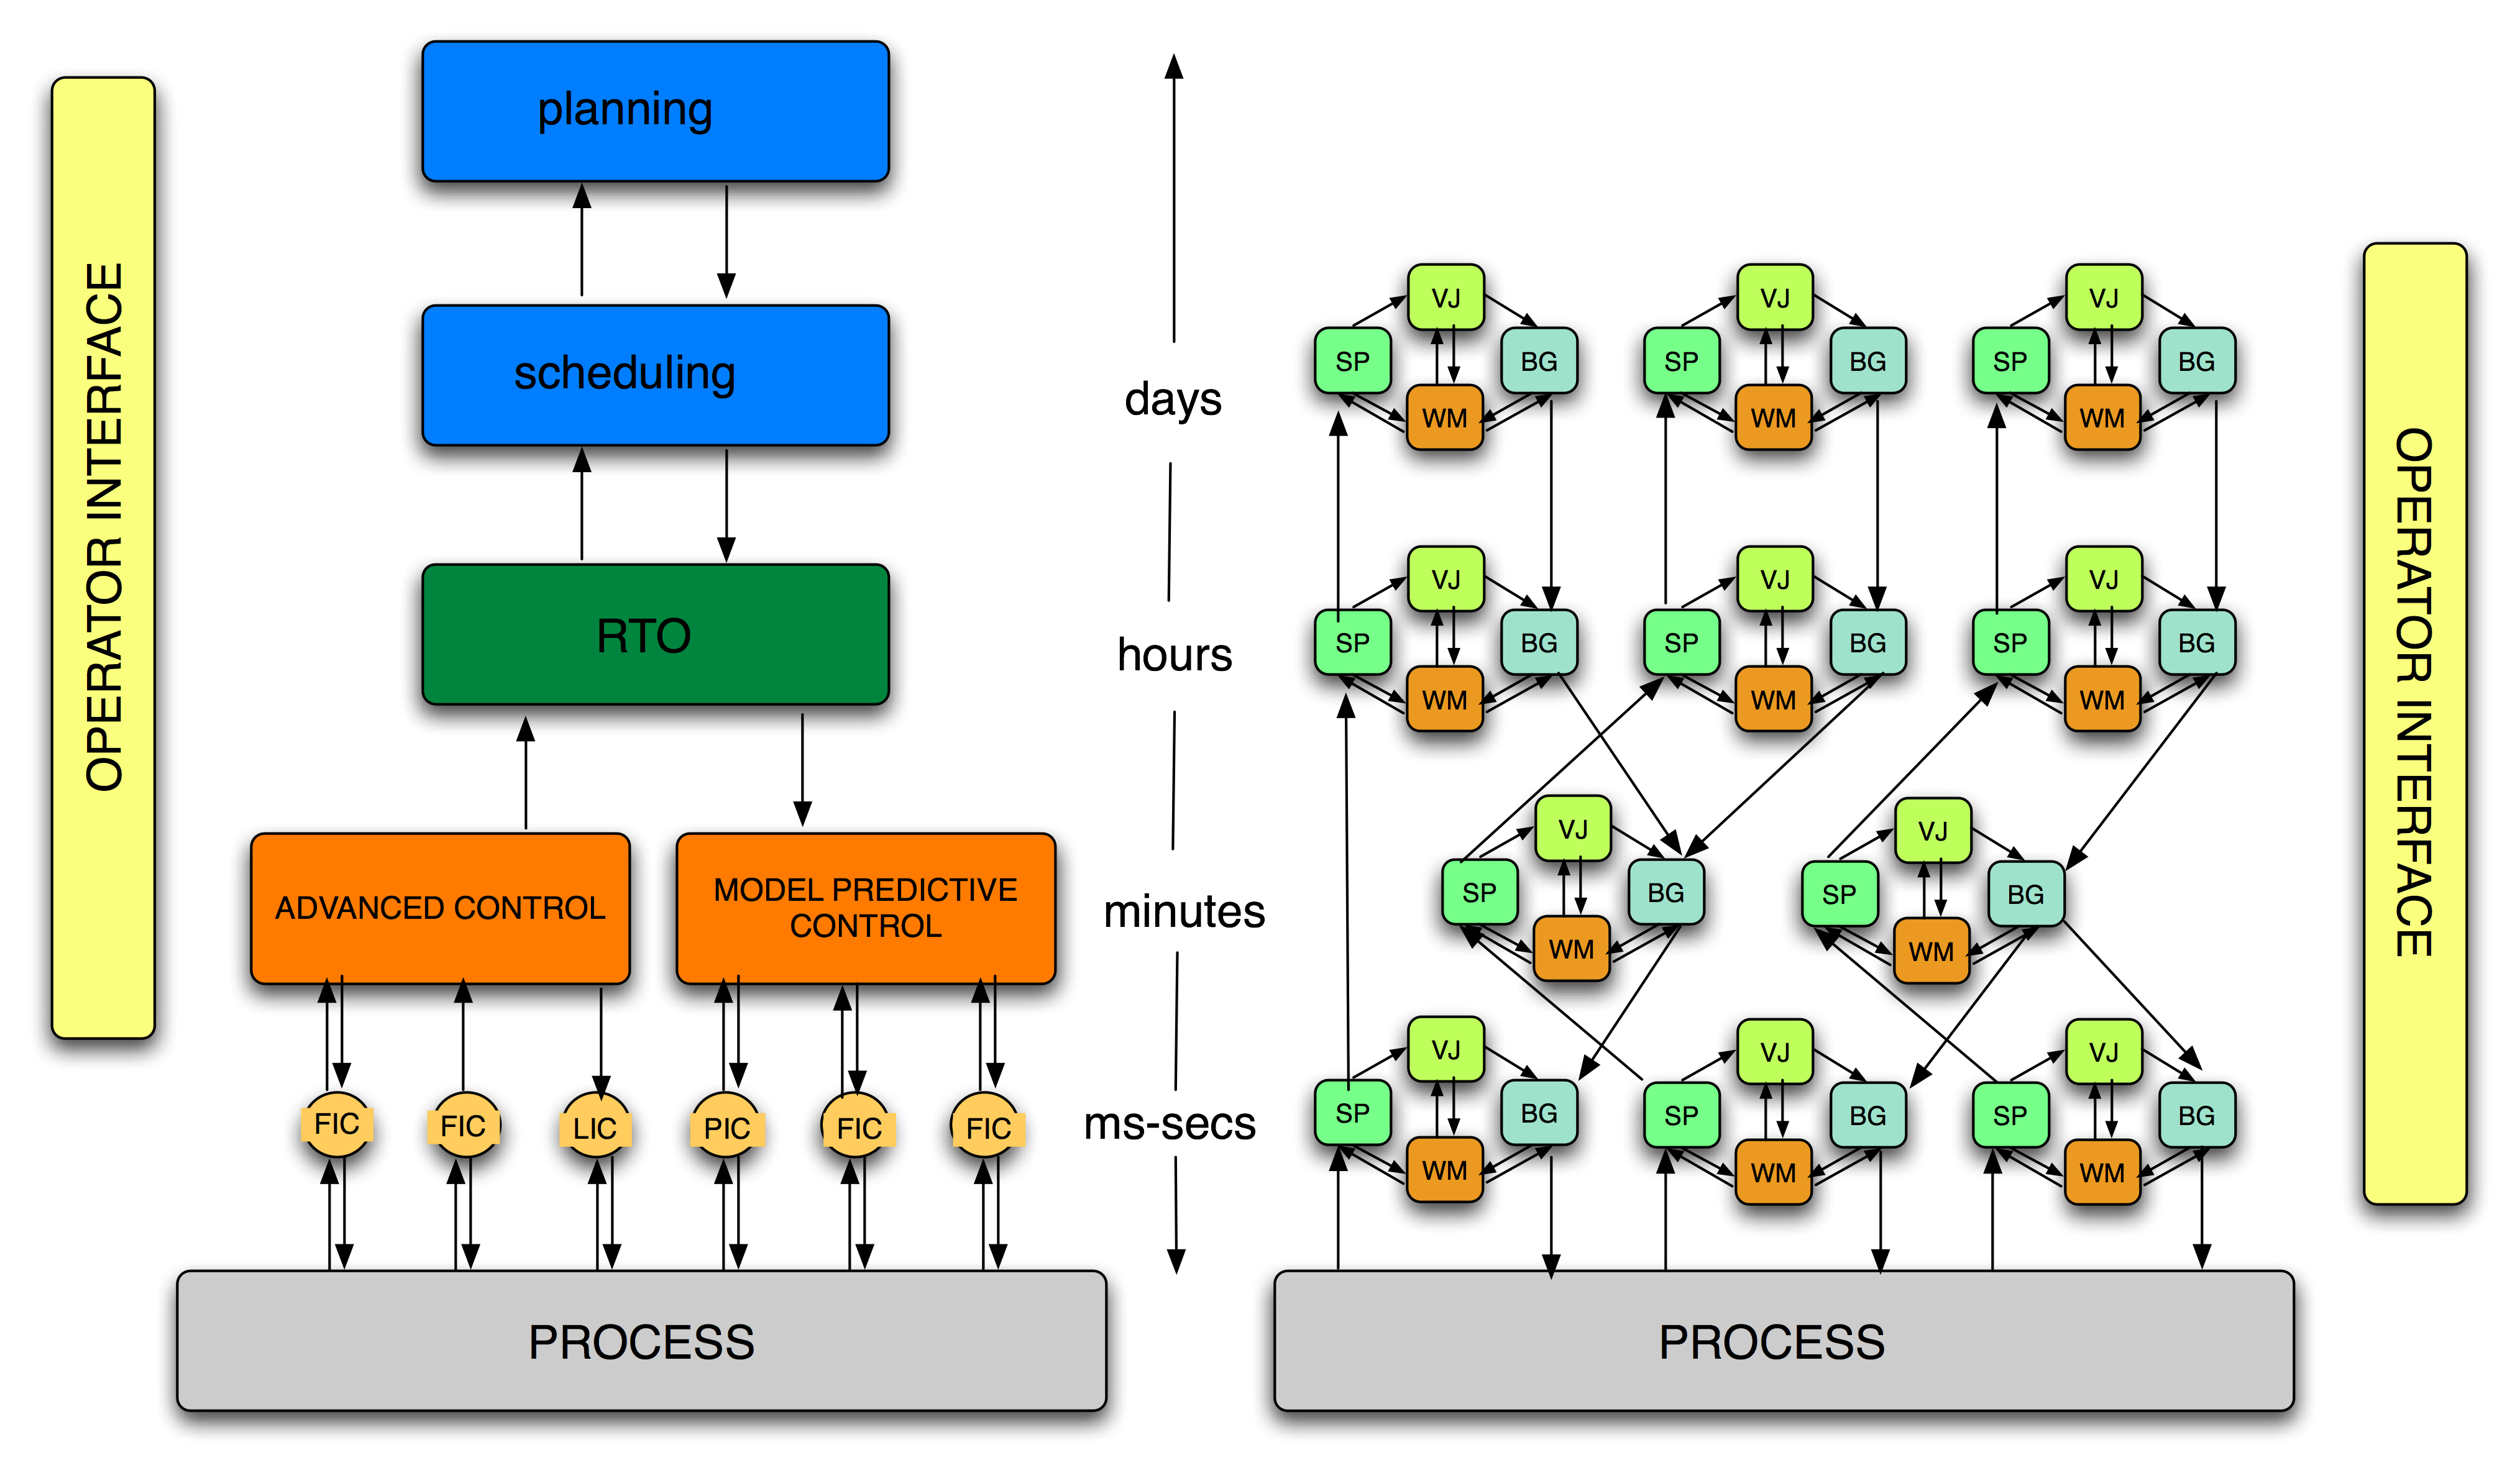 OPERATOR INTERFACE
planning
scheduling
RTO
ADVANCED CONTROL
MODEL PREDICTIVE
CONTROL
FIC
FIC
LIC
PIC
FIC
FIC
PROCESS
days
hours
minutes
ms-secs
VJ
SP
BG
WM
VJ
SP
BG
WM
VJ
SP
BG
WM
VJ
SP
BG
WM
VJ
SP
BG
WM
VJ
SP
BG
WM
VJ
SP
BG
WM
VJ
SP
BG
WM
VJ
SP
BG
WM
VJ
SP
BG
WM
VJ
SP
BG
WM
PROCESS
OPERATOR INTERFACE